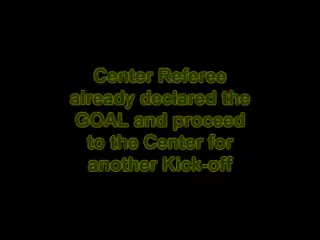 Center Referee
already declared the
GOAL and proceed
to the Center for
another Kick-off